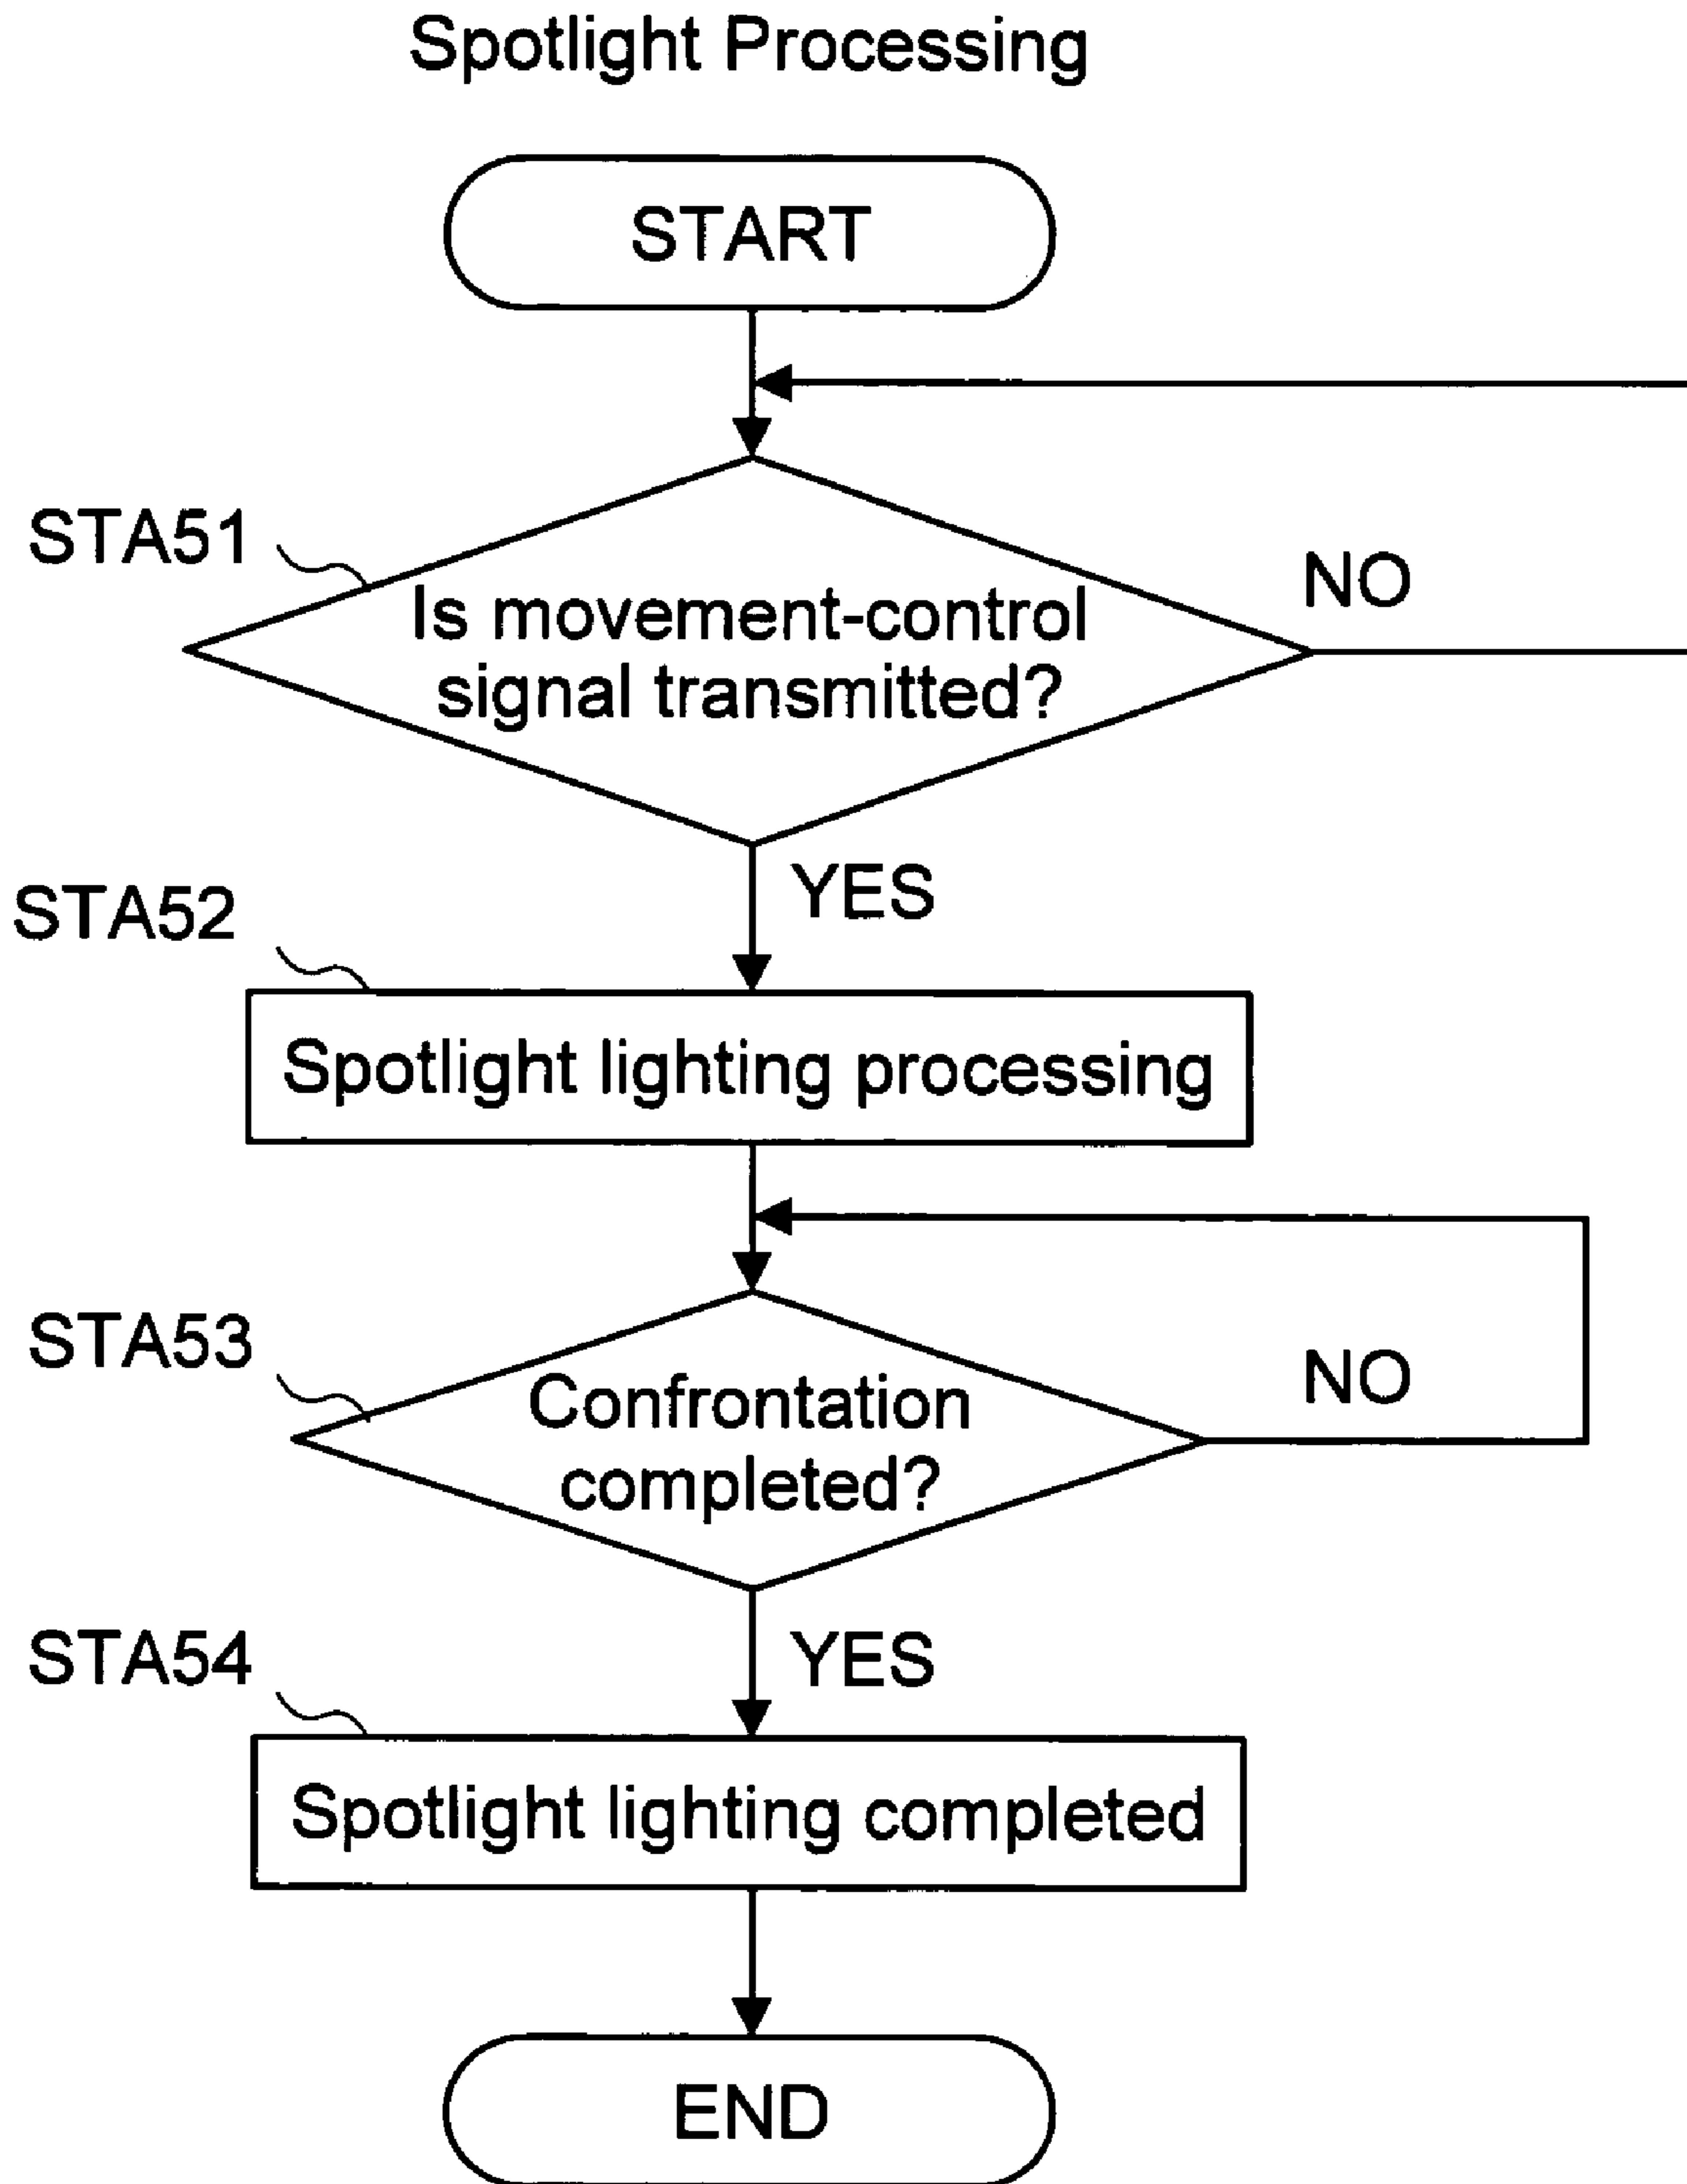 Spotlight Processing
START
STA51
Is movement-control
signal transmitted?
NO
YES
STA52
Spotlight lighting processing
STA53
Confrontation
completed?
NO
YES
STA54
Spotlight lighting completed
END